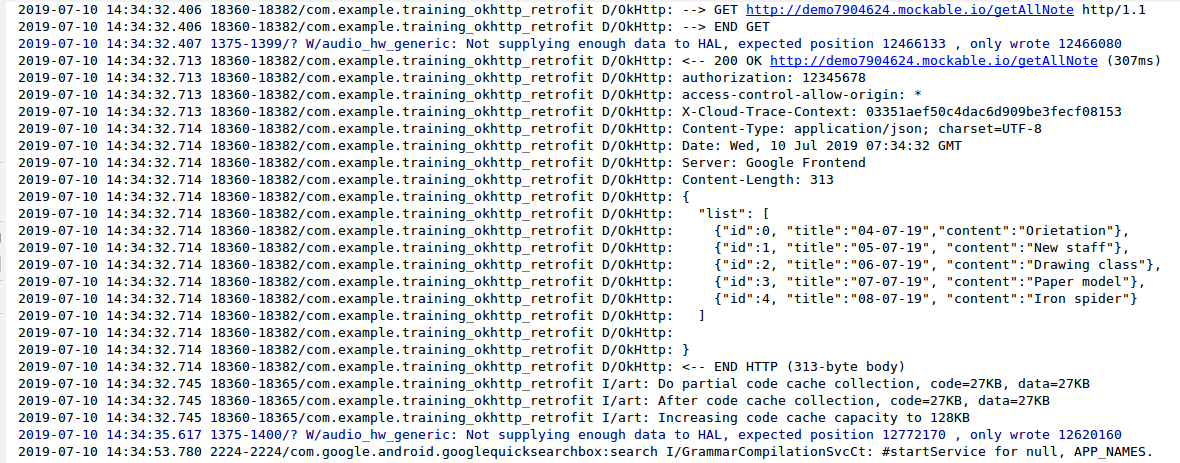 2019-07-10 14:34:32.406 18360-18382/com.example.training_okhttp_retrofit D/OkHttp: --> GET http://demo7904624.mockable.io/getAllNote http/1.1
2019-07-10 14:34:32.406 18360-18382/com.example.training_okhttp_retrofit D/OkHttp: --> END GET
2019-07-10 14:34:32.407 1375-1399/? W/audio_hw_generic: Not supplying enough data to HAL, expected position 12466133 , only wrote 12466080
2019-07-10 14:34:32.713 18360-18382/com.example.training_okhttp_retrofit D/OkHttp: <-- 200 OK http://demo7904624.mockable.io/getAllNote (307ms)
2019-07-10 14:34:32.713 18360-18382/com.example.training_okhttp_retrofit D/OkHttp: authorization: 12345678
2019-07-10 14:34:32.713 18360-18382/com.example.training_okhttp_retrofit D/OkHttp: access-control-allow-origin: *
2019-07-10 14:34:32.713 18360-18382/com.example.training_okhttp_retrofit D/OkHttp: X-Cloud-Trace-Context: 03351aef50c4dac6d909be3fecf08153
2019-07-10 14:34:32.714 18360-18382/com.example.training_okhttp_retrofit D/OkHttp: Content-Type: application/json; charset=UTF-8
2019-07-10 14:34:32.714 18360-18382/com.example.training_okhttp_retrofit D/OkHttp: Date: Wed, 10 Jul 2019 07:34:32 GMT
2019-07-10 14:34:32.714 18360-18382/com.example.training_okhttp_retrofit D/OkHttp: Server: Google Frontend
2019-07-10 14:34:32.714 18360-18382/com.example.training_okhttp_retrofit D/OkHttp: Content-Length: 313
2019-07-10 14:34:32.714 18360-18382/com.example.training_okhttp_retrofit D/OkHttp: {
2019-07-10 14:34:32.714 18360-18382/com.example.training_okhttp_retrofit D/OkHttp:   "list": [
2019-07-10 14:34:32.714 18360-18382/com.example.training_okhttp_retrofit D/OkHttp:     {"id":0, "title":"04-07-19","content":"Orietation"},
2019-07-10 14:34:32.714 18360-18382/com.example.training_okhttp_retrofit D/OkHttp:     {"id":1, "title":"05-07-19", "content":"New staff"},
2019-07-10 14:34:32.714 18360-18382/com.example.training_okhttp_retrofit D/OkHttp:     {"id":2, "title":"06-07-19", "content":"Drawing class"},
2019-07-10 14:34:32.714 18360-18382/com.example.training_okhttp_retrofit D/OkHttp:     {"id":3, "title":"07-07-19", "content":"Paper model"},
2019-07-10 14:34:32.714 18360-18382/com.example.training_okhttp_retrofit D/OkHttp:     {"id":4, "title":"08-07-19", "content":"Iron spider"}
2019-07-10 14:34:32.714 18360-18382/com.example.training_okhttp_retrofit D/OkHttp:   ]
2019-07-10 14:34:32.714 18360-18382/com.example.training_okhttp_retrofit D/OkHttp:
2019-07-10 14:34:32.714 18360-18382/com.example.training_okhttp_retrofit D/OkHttp: }
2019-07-10 14:34:32.714 18360-18382/com.example.training_okhttp_retrofit D/OkHttp: <-- END HTTP (313-byte body)
2019-07-10 14:34:32.745 18360-18365/com.example.training_okhttp_retrofit I/art: Do partial code cache collection, code=27KB, data=27KB
2019-07-10 14:34:32.745 18360-18365/com.example.training_okhttp_retrofit I/art: After code cache collection, code=27KB, data=27KB
2019-07-10 14:34:32.745 18360-18365/com.example.training_okhttp_retrofit I/art: Increasing code cache capacity to 128KB
2019-07-10 14:34:35.617 1375-1400/? W/audio_hw_generic: Not supplying enough data to HAL, expected position 12772170 , only wrote 12620160
2019-07-10 14:34:53.780 2224-2224/com.google.android.googlequicksearchbox:search I/GrammarCompilationSvcCt: #startService for null, APP_NAMES.